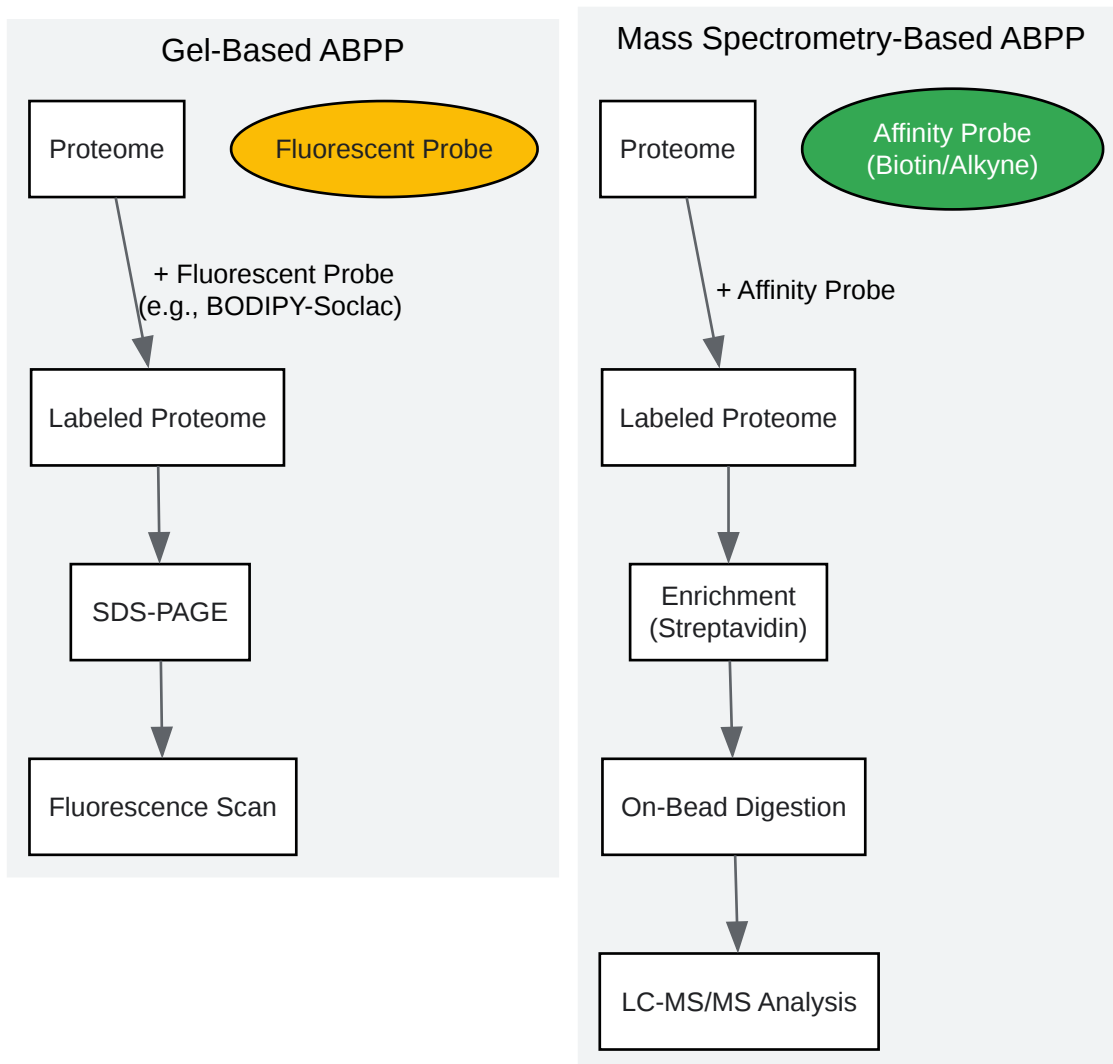 Gel-Based ABPP
Proteome
Fluorescent Probe
+ Fluorescent Probe
(e.g., BODIPY-Soclac)
Labeled Proteome
SDS-PAGE
Fluorescence Scan
Mass Spectrometry-Based ABPP
Proteome
Affinity Probe
(Biotin/Alkyne)
+ Affinity Probe
Labeled Proteome
Enrichment
(Streptavidin)
On-Bead Digestion
LC-MS/MS Analysis